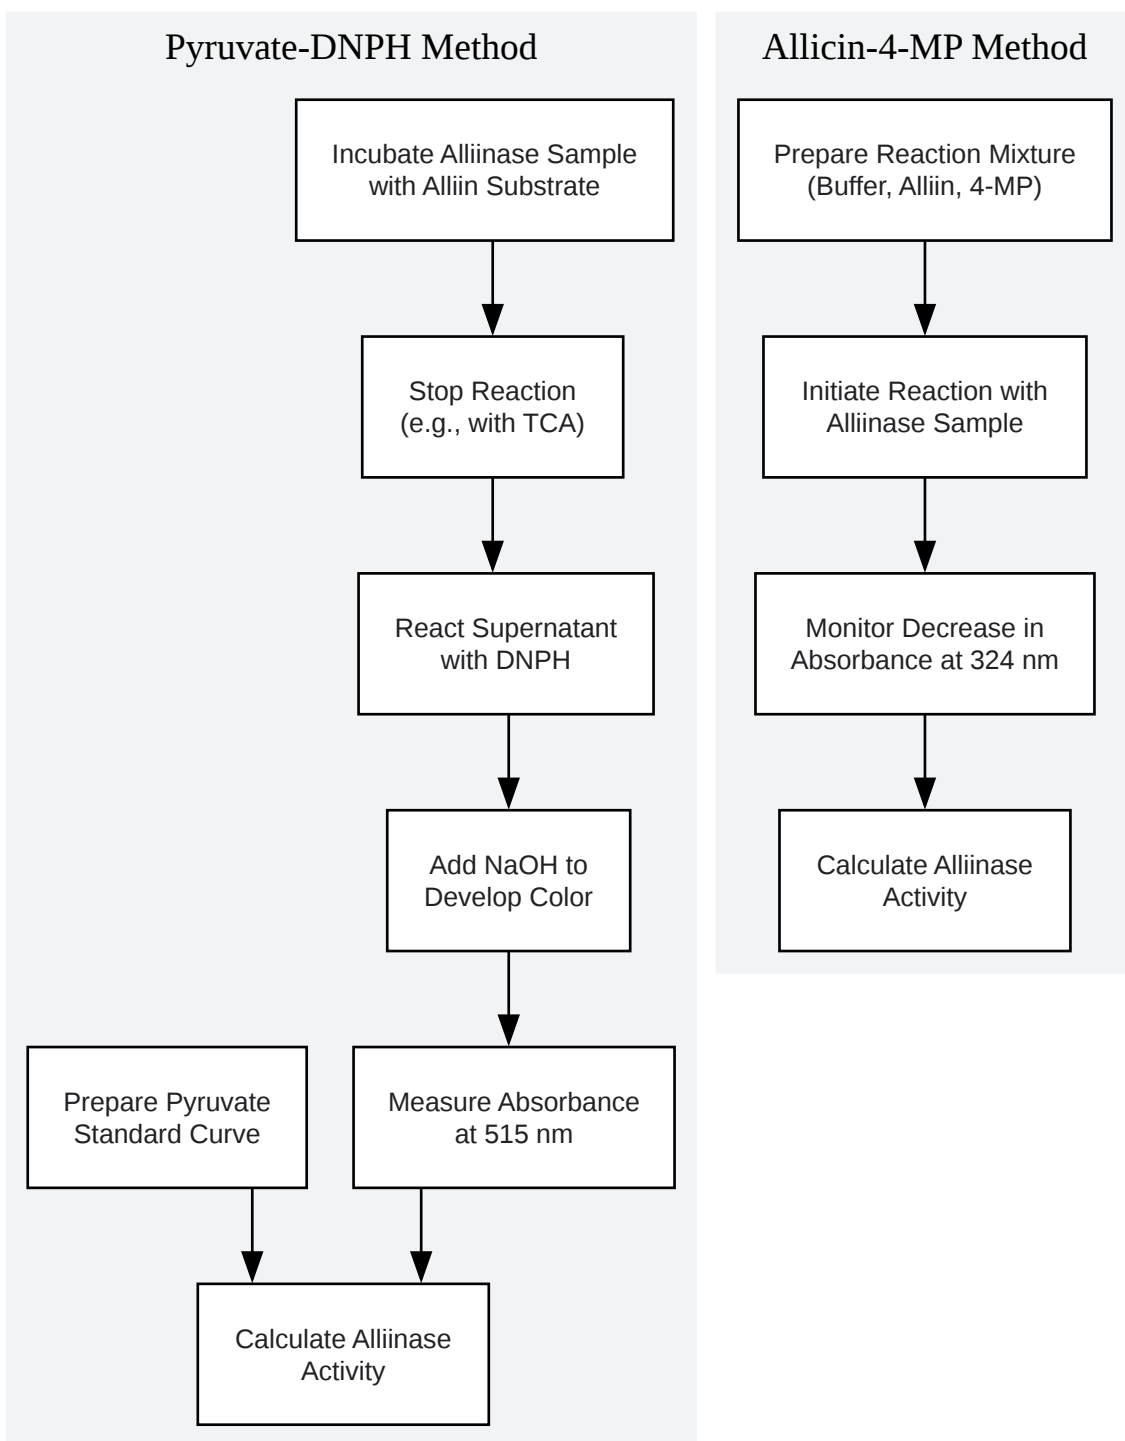 Pyruvate-DNPH Method
Incubate Alliinase Sample
with Alliin Substrate
Stop Reaction
(e.g., with TCA)
React Supernatant
with DNPH
Add NaOH to
Develop Color
Prepare Pyruvate
Standard Curve
Measure Absorbance
at 515 nm
Calculate Alliinase
Activity
Allicin-4-MP Method
Prepare Reaction Mixture
(Buffer, Alliin, 4-MP)
Initiate Reaction with
Alliinase Sample
Monitor Decrease in
Absorbance at 324 nm
Calculate Alliinase
Activity